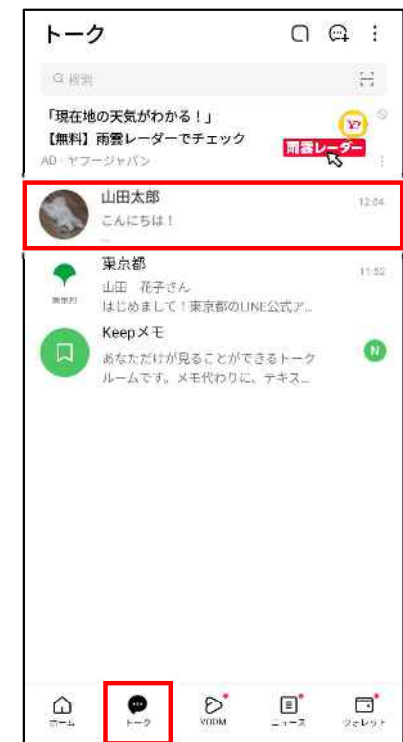 トーク
検索
「現在地の天気がわかる！」
【無料】雨雲レーダーでチェック
雨雲レーダー
AD・ヤフージャパン
山田太郎
12:04
こんにちは！
東京都
11:52
山田 花子さん
はじめまして！東京都のLINE公式ア...
東京都
Keepメモ
あなただけが見ることができるトーク
ルームです。メモ代わりに、テキス...
N
ホーム
トーク
VOOM
ニュース
ウォレット